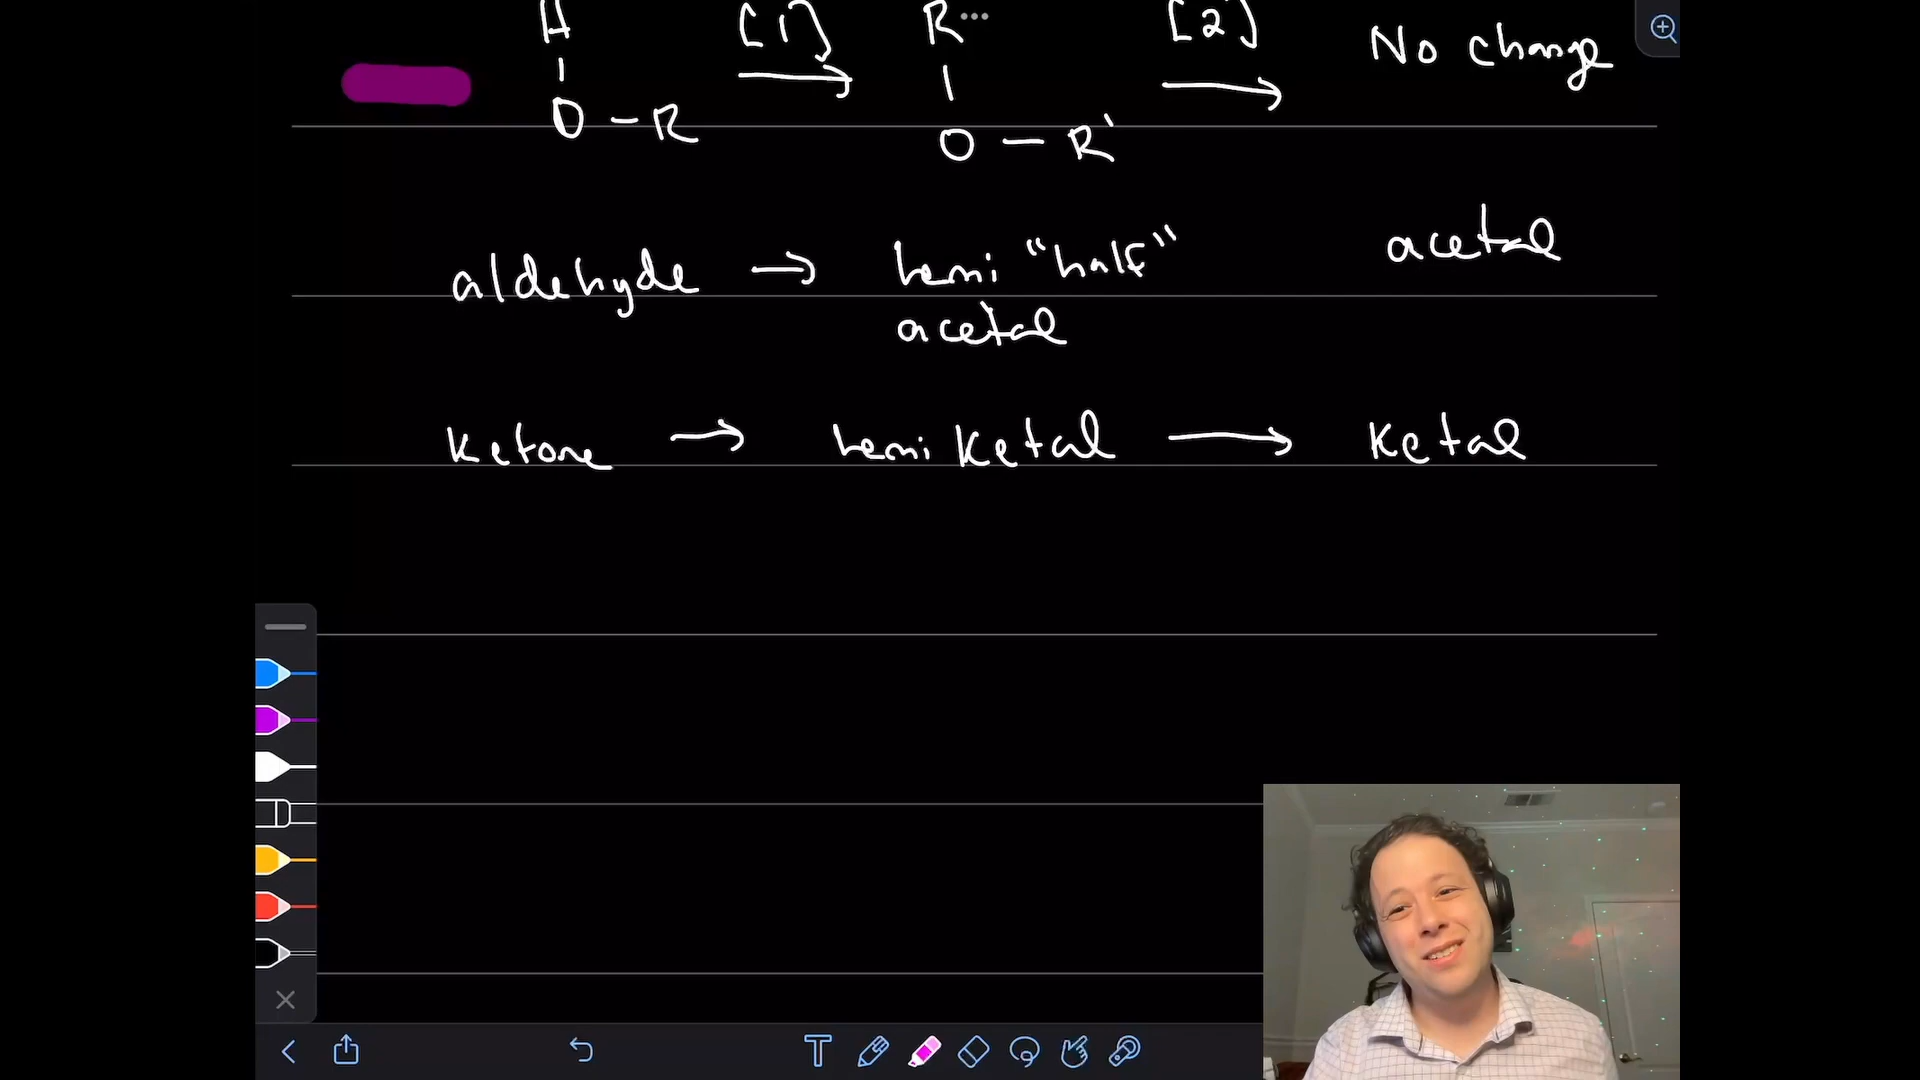 H [1] R [2] No change
O - R → O - R' →
aldehyde → hemi "half" acetal
acetal
ketone → hemi ketal → ketal
T